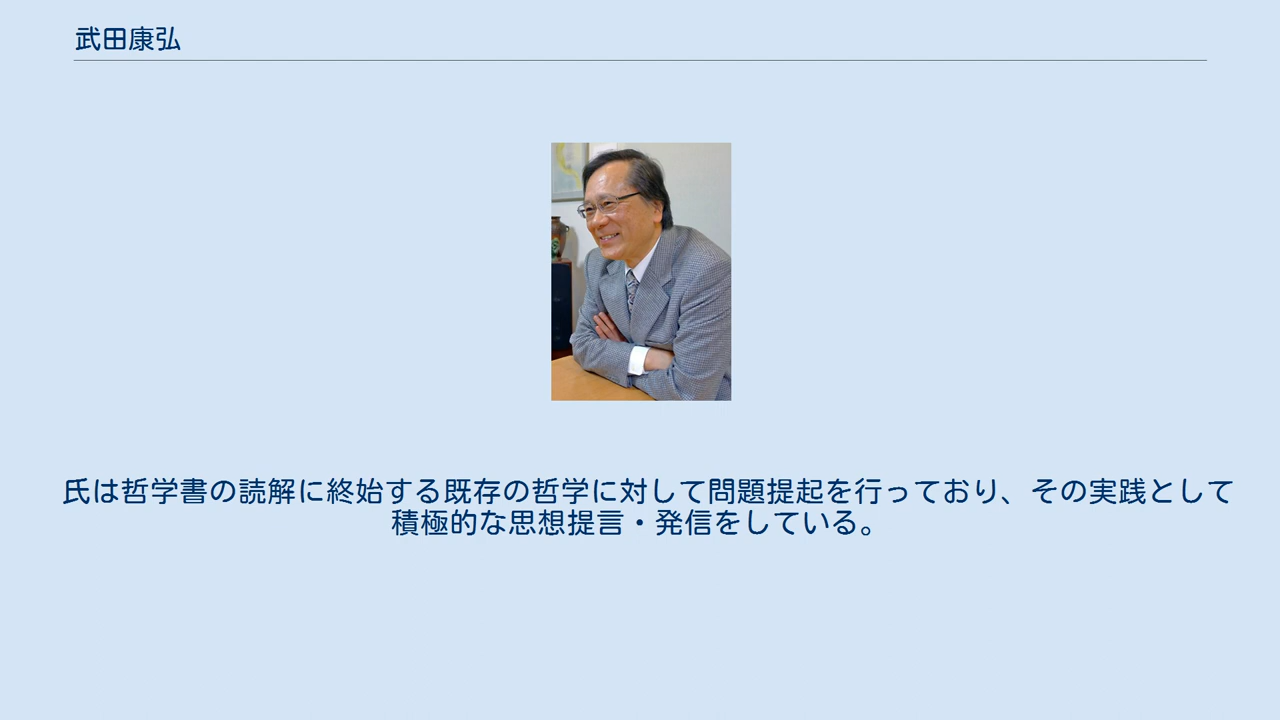 武田康弘
氏は哲学書の読解に終始する既存の哲学に対して問題提起を行っており、その実践として
積極的な思想提言・発信をしている。